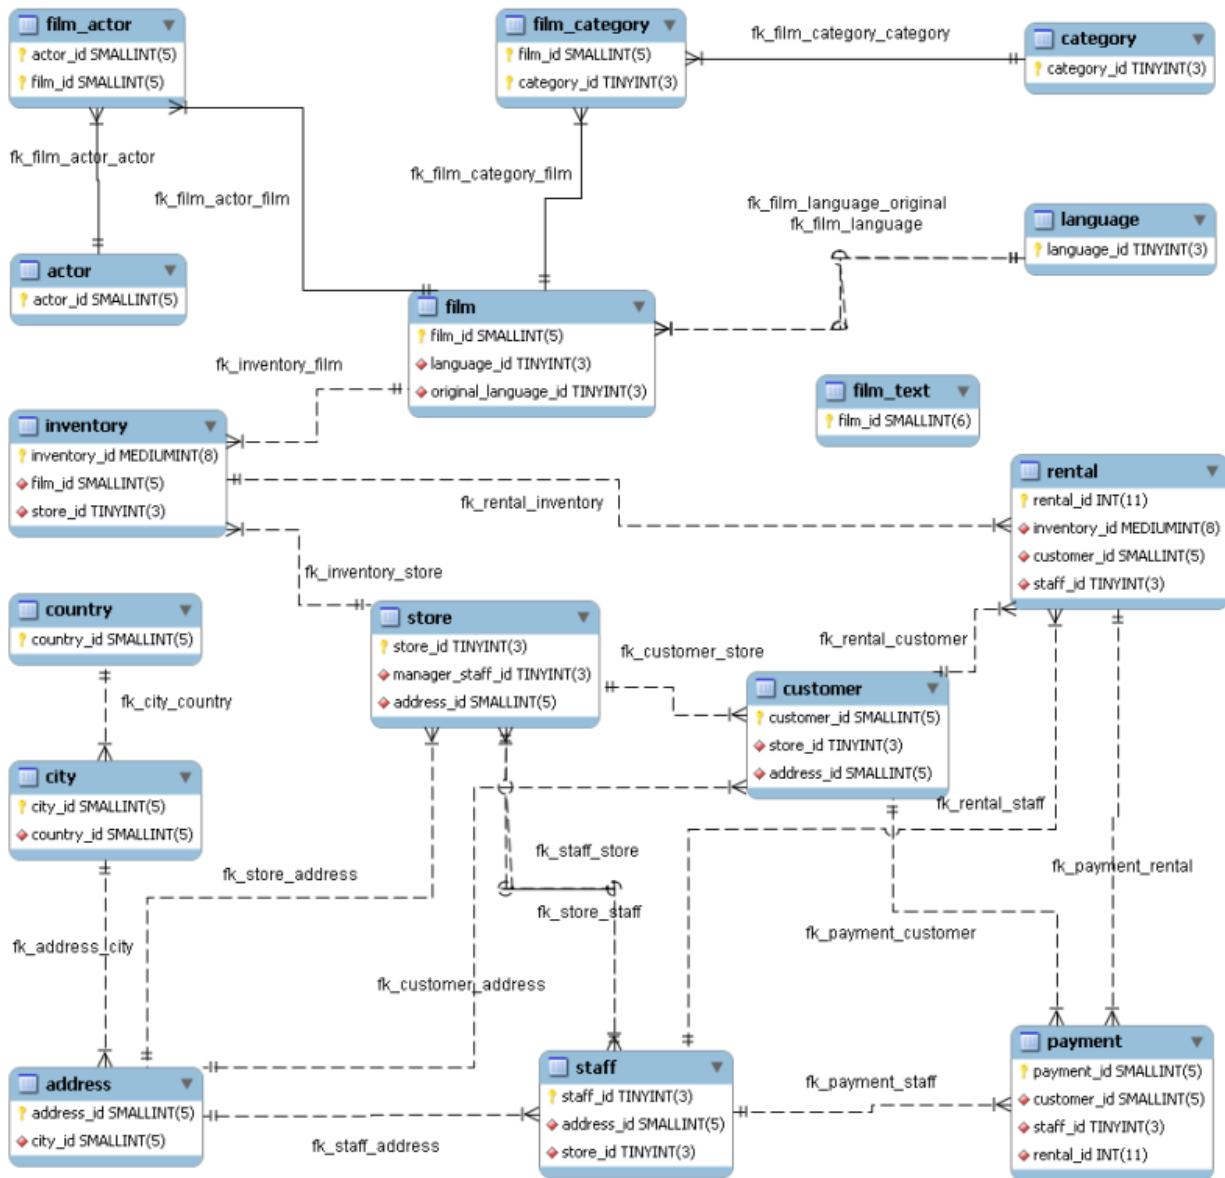 film_actor
actor_id SMALLINT(5)
film_id SMALLINT(5)
film_category
film_id SMALLINT(5)
category_id TINYINT(3)
fk_film_category_category
category
category_id TINYINT(3)
fk_film_actor_actor
fk_film_actor_film
fk_film_category_film
fk_film_language_original
fk_film_language
language
language_id TINYINT(3)
actor
actor_id SMALLINT(5)
film
film_id SMALLINT(5)
language_id TINYINT(3)
original_language_id TINYINT(3)
fk_inventory_film
film_text
film_id SMALLINT(6)
inventory
inventory_id MEDIUMINT(8)
film_id SMALLINT(5)
store_id TINYINT(3)
fk_rental_inventory
rental
rental_id INT(11)
inventory_id MEDIUMINT(8)
customer_id SMALLINT(5)
staff_id TINYINT(3)
fk_inventory_store
country
country_id SMALLINT(5)
store
store_id TINYINT(3)
manager_staff_id TINYINT(3)
address_id SMALLINT(5)
fk_customer_store
fk_rental_customer
customer
customer_id SMALLINT(5)
store_id TINYINT(3)
address_id SMALLINT(5)
fk_city_country
city
city_id SMALLINT(5)
country_id SMALLINT(5)
fk_rental_staff
fk_store_address
fk_staff_store
fk_store_staff
fk_payment_rental
fk_address_city
fk_payment_customer
fk_customer_address
address
address_id SMALLINT(5)
city_id SMALLINT(5)
fk_staff_address
staff
staff_id TINYINT(3)
address_id SMALLINT(5)
store_id TINYINT(3)
fk_payment_staff
payment
payment_id SMALLINT(5)
customer_id SMALLINT(5)
staff_id TINYINT(3)
rental_id INT(11)